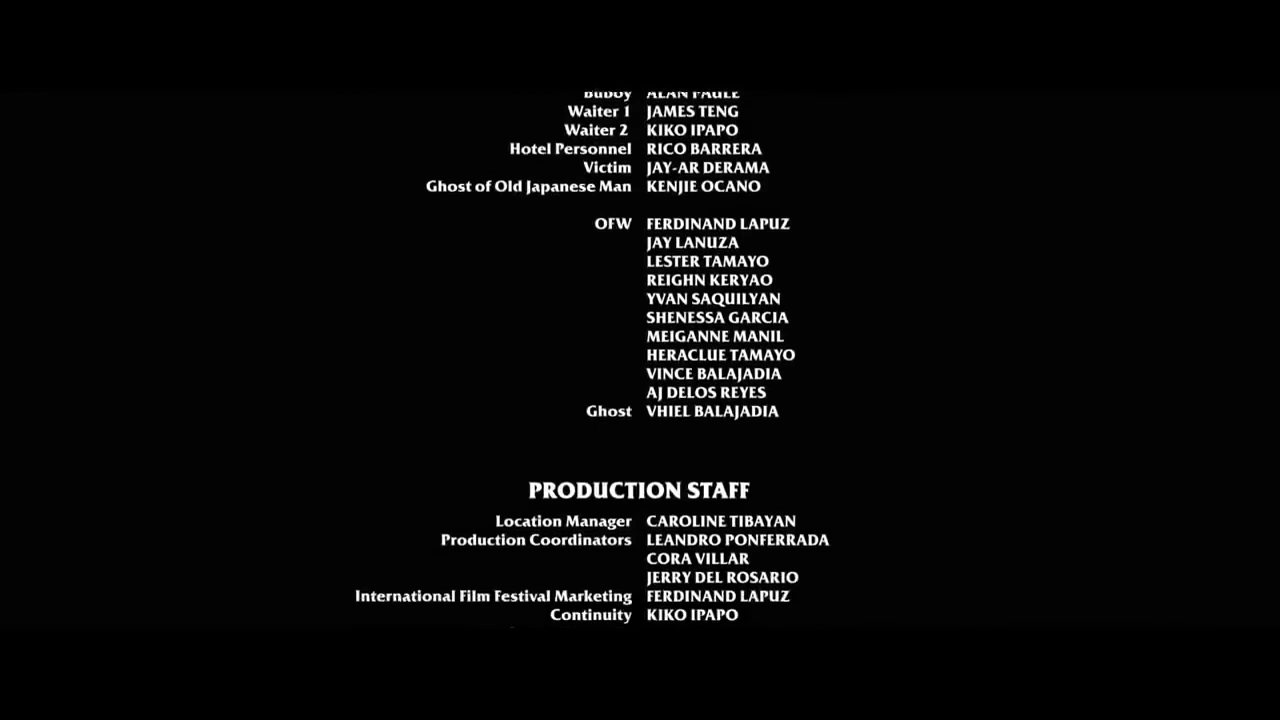 Buboy ALAN PAULE
Waiter 1 JAMES TENG
Waiter 2 KIKO IPAPO
Hotel Personnel RICO BARRERA
Victim JAY-AR DERAMA
Ghost of Old Japanese Man KENJIE OCANO
OFW FERDINAND LAPUZ
JAY LANUZA
LESTER TAMAYO
REIGHN KERYAO
YVAN SAQUILYAN
SHENESSA GARCIA
MEIGANNE MANIL
HERACLUE TAMAYO
VINCE BALAJADIA
AJ DELOS REYES
Ghost VHIEL BALAJADIA
PRODUCTION STAFF
Location Manager CAROLINE TIBAYAN
Production Coordinators LEANDRO PONFERRADA
CORA VILLAR
JERRY DEL ROSARIO
International Film Festival Marketing FERDINAND LAPUZ
Continuity KIKO IPAPO